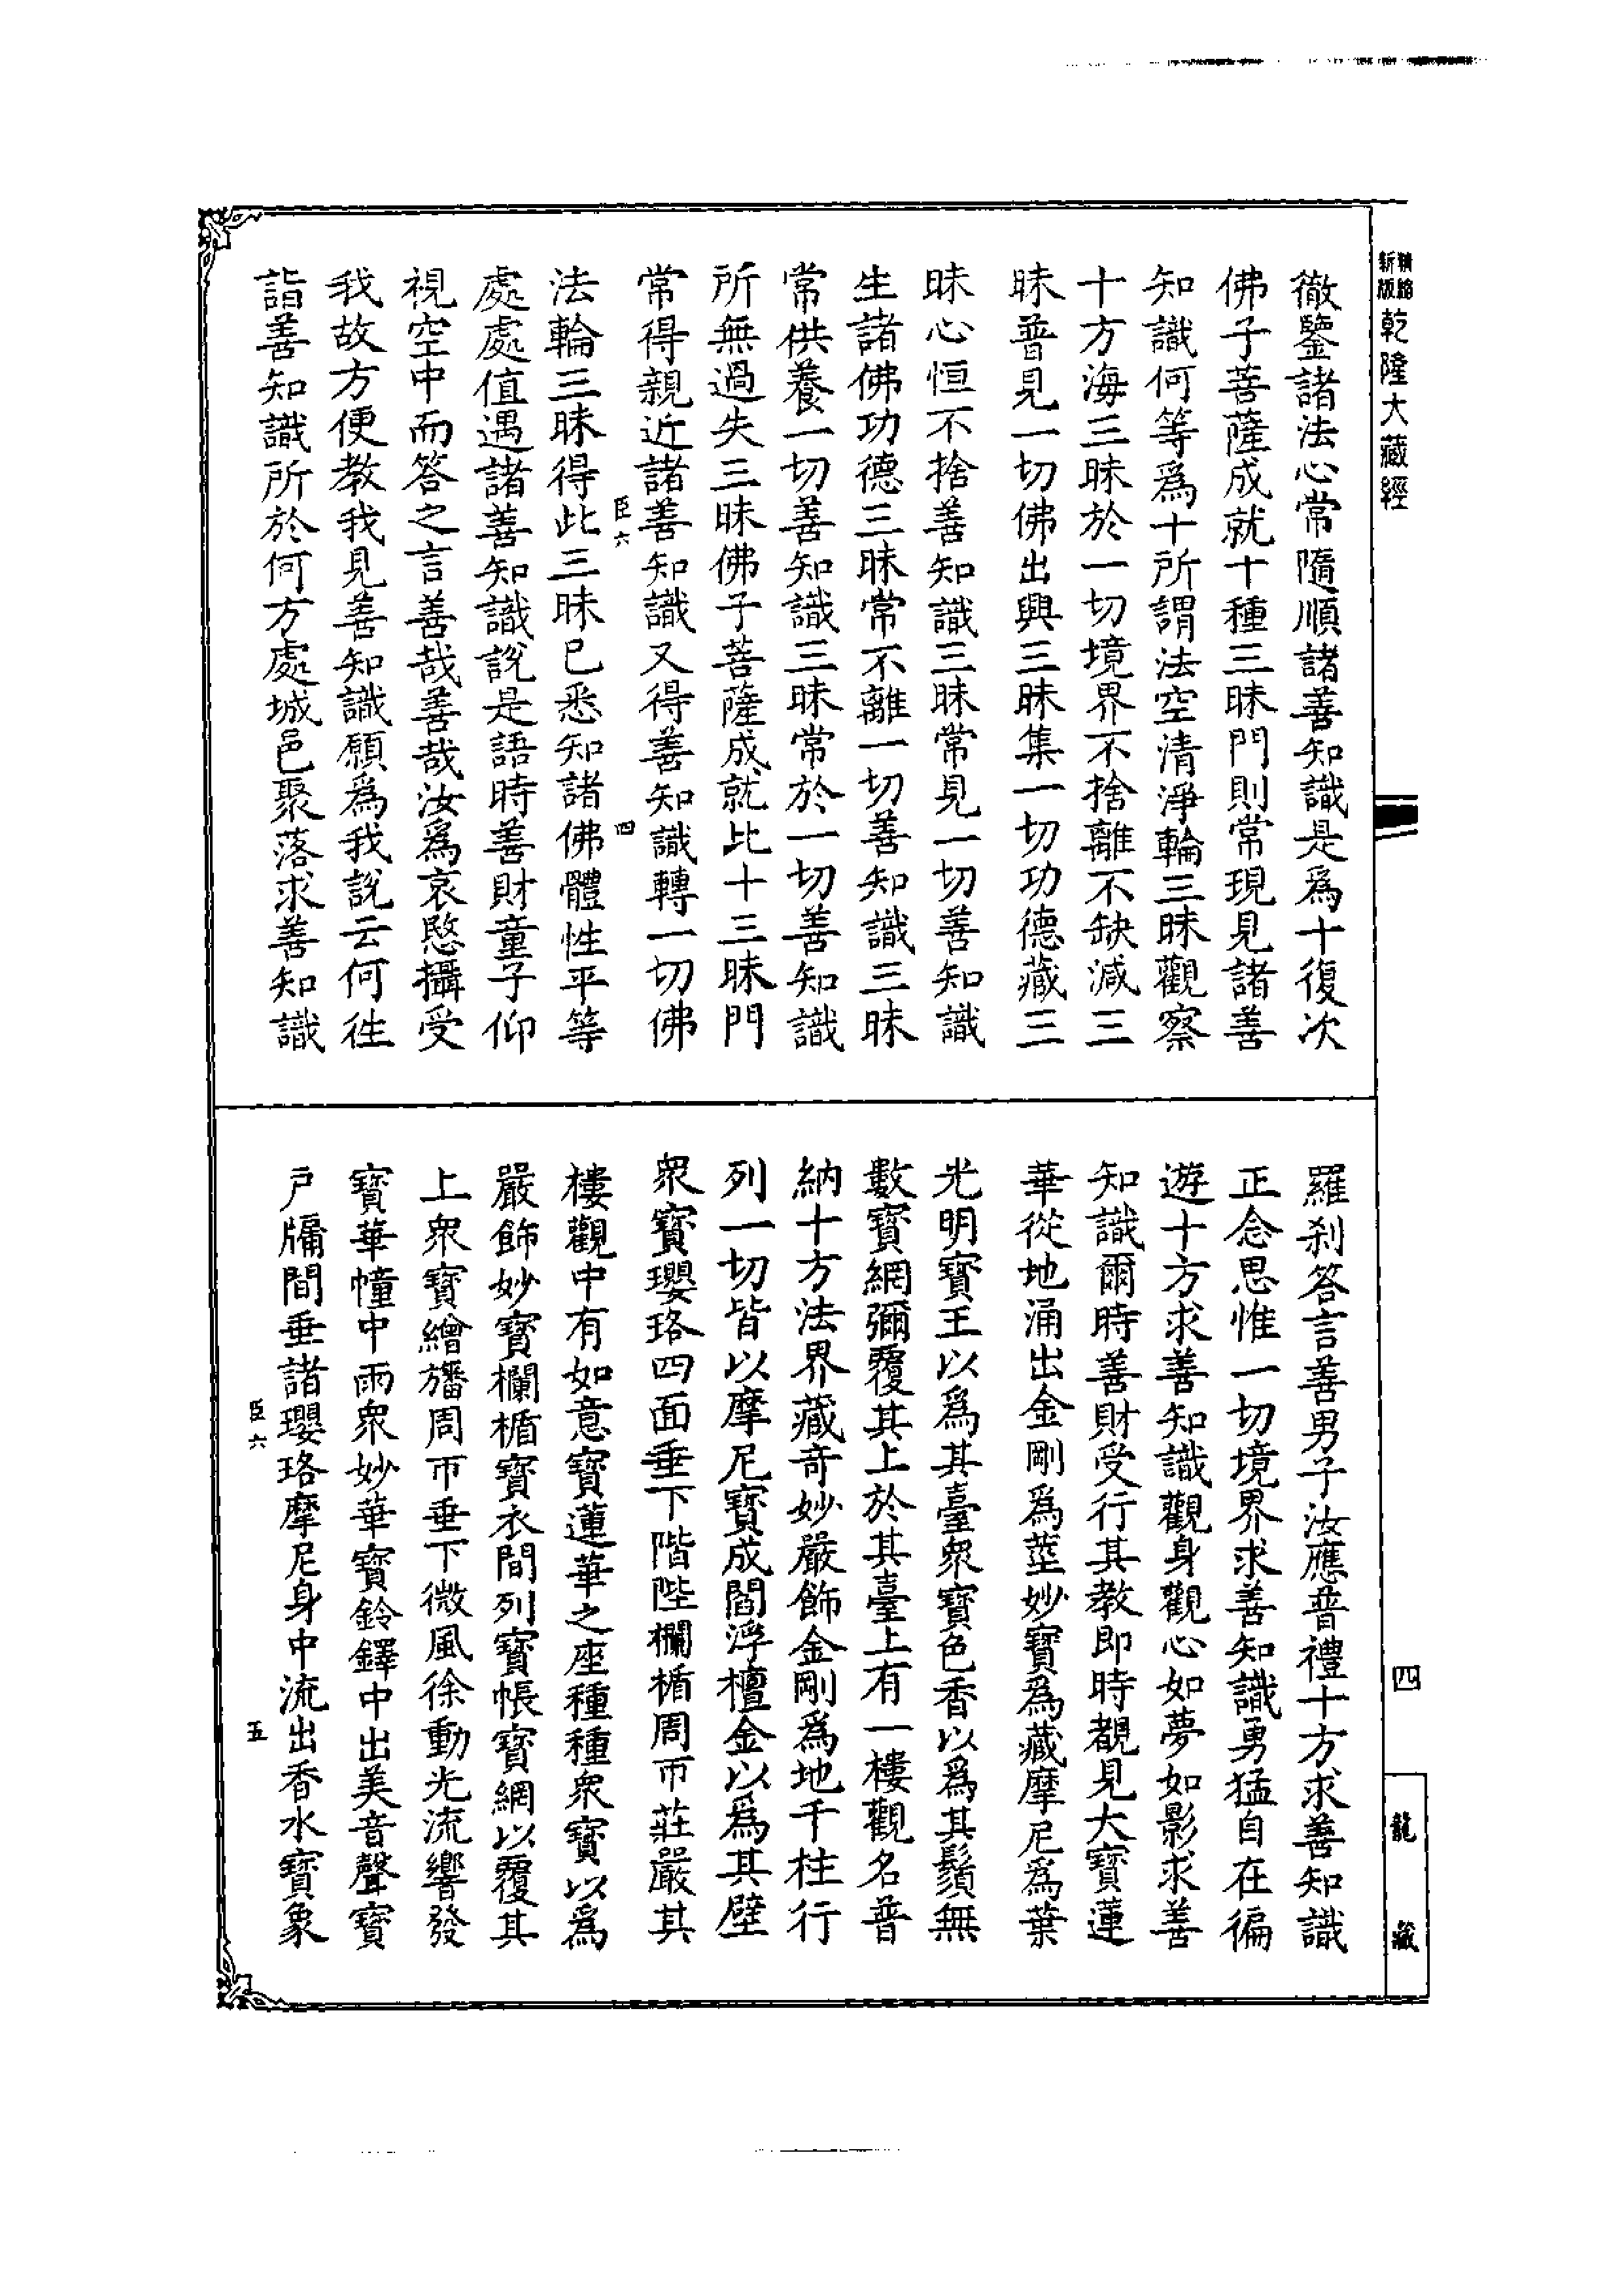 精縮新版乾隆大藏經
徹鑒諸法心常隨順諸善知識是為十復次
佛子菩薩成就十種三昧門則常現見諸善
知識何等為十所謂法空清淨輪三昧觀察
十方海三昧於一切境界不捨離不缺減三
昧普見一切佛出興三昧集一切功德藏三
昧心恒不捨善知識三昧常見一切善知識
生諸佛功德三昧常不離一切善知識三昧
常供養一切善知識三昧常於一切善知識
所無過失三昧佛子菩薩成就比十三昧門
常得親近諸善知識又得善知識轉一切佛
臣六 四
法輪三昧得此三昧已悉知諸佛體性平等
處處值遇諸善知識說是語時善財童子仰
視空中而答之言善哉善哉汝為哀愍攝受
我故方便教我見善知識願為我說云何往
詣善知識所於何方處城邑聚落求善知識
羅剎答言善男子汝應普禮十方求善知識
正念思惟一切境界求善知識勇猛自在徧
遊十方求善知識觀身觀心如夢如影求善
知識爾時善財受行其教即時覩見大寶蓮
華從地涌出金剛為莖妙寶為藏摩尼為葉
光明寶王以為其臺眾寶色香以為其鬚無
數寶網彌覆其上於其臺上有一樓觀名普
納十方法界藏奇妙嚴飾金剛為地千柱行
列一切皆以摩尼寶成閻浮檀金以為其壁
眾寶瓔珞四面垂下階陛欄楯周帀莊嚴其
樓觀中有如意寶蓮華之座種種眾寶以為
嚴飾妙寶欄楯寶衣間列寶帳寶網以覆其
上眾寶繒旛周帀垂下微風徐動光流響發
寶華幢中雨眾妙華寶鈴鐸中出美音聲寶
戶牖間垂諸瓔珞摩尼身中流出香水寶象
臣六 五
四
龍藏